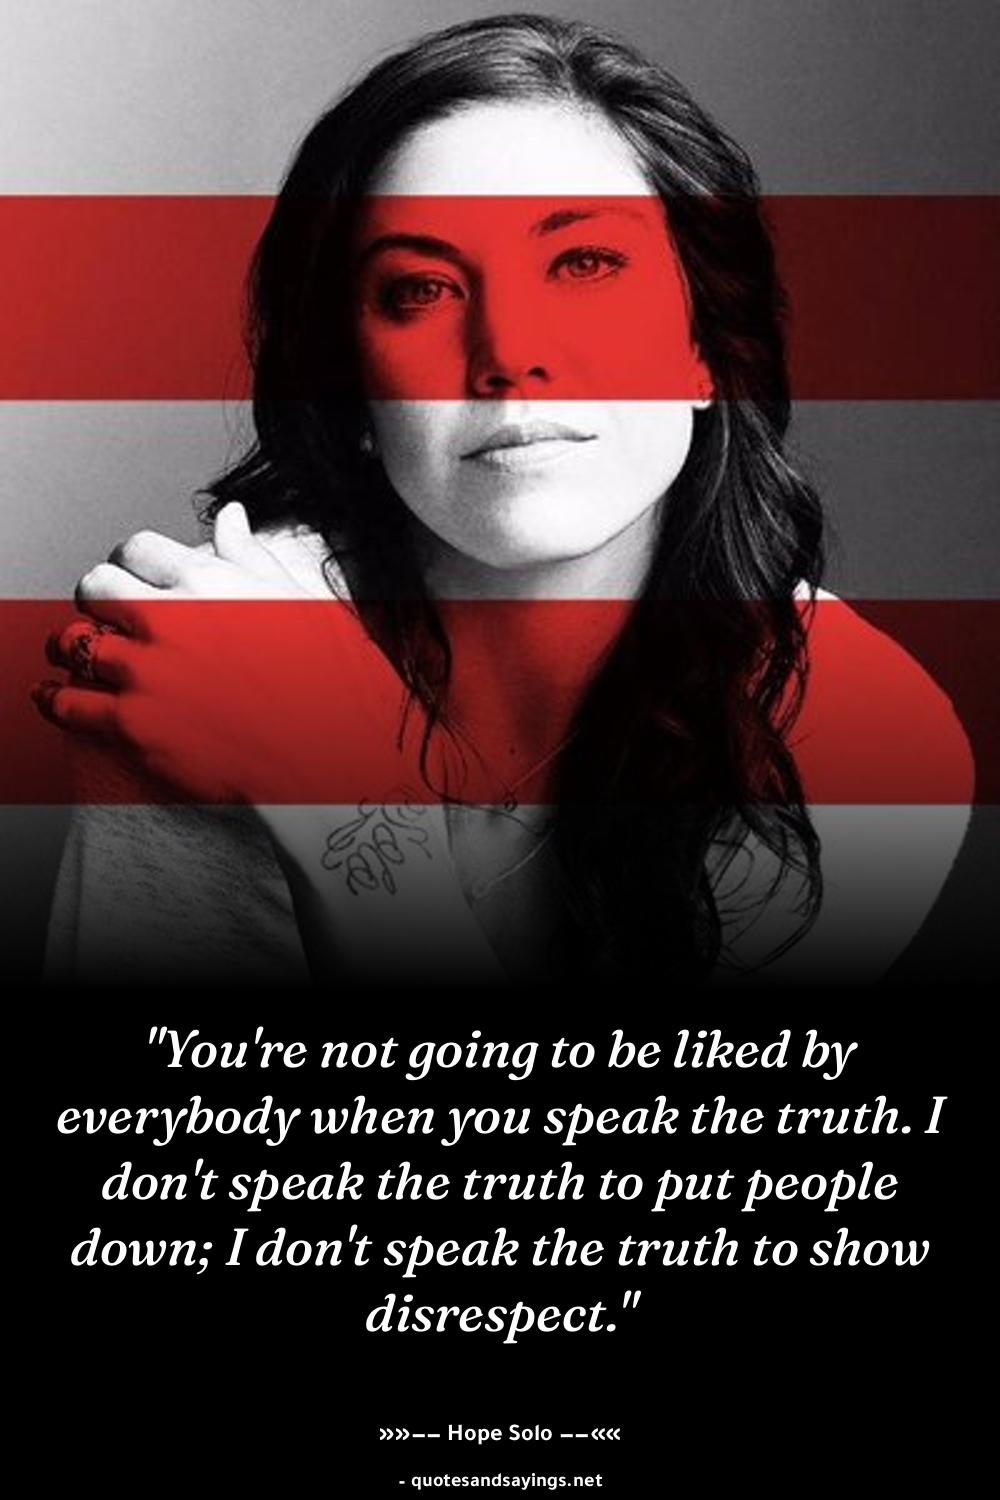 "You're not going to be liked by
everybody when you speak the truth. I
don't speak the truth to put people
down; I don't speak the truth to show
disrespect."
»»–– Hope Solo ––««
- quotesandsayings.net